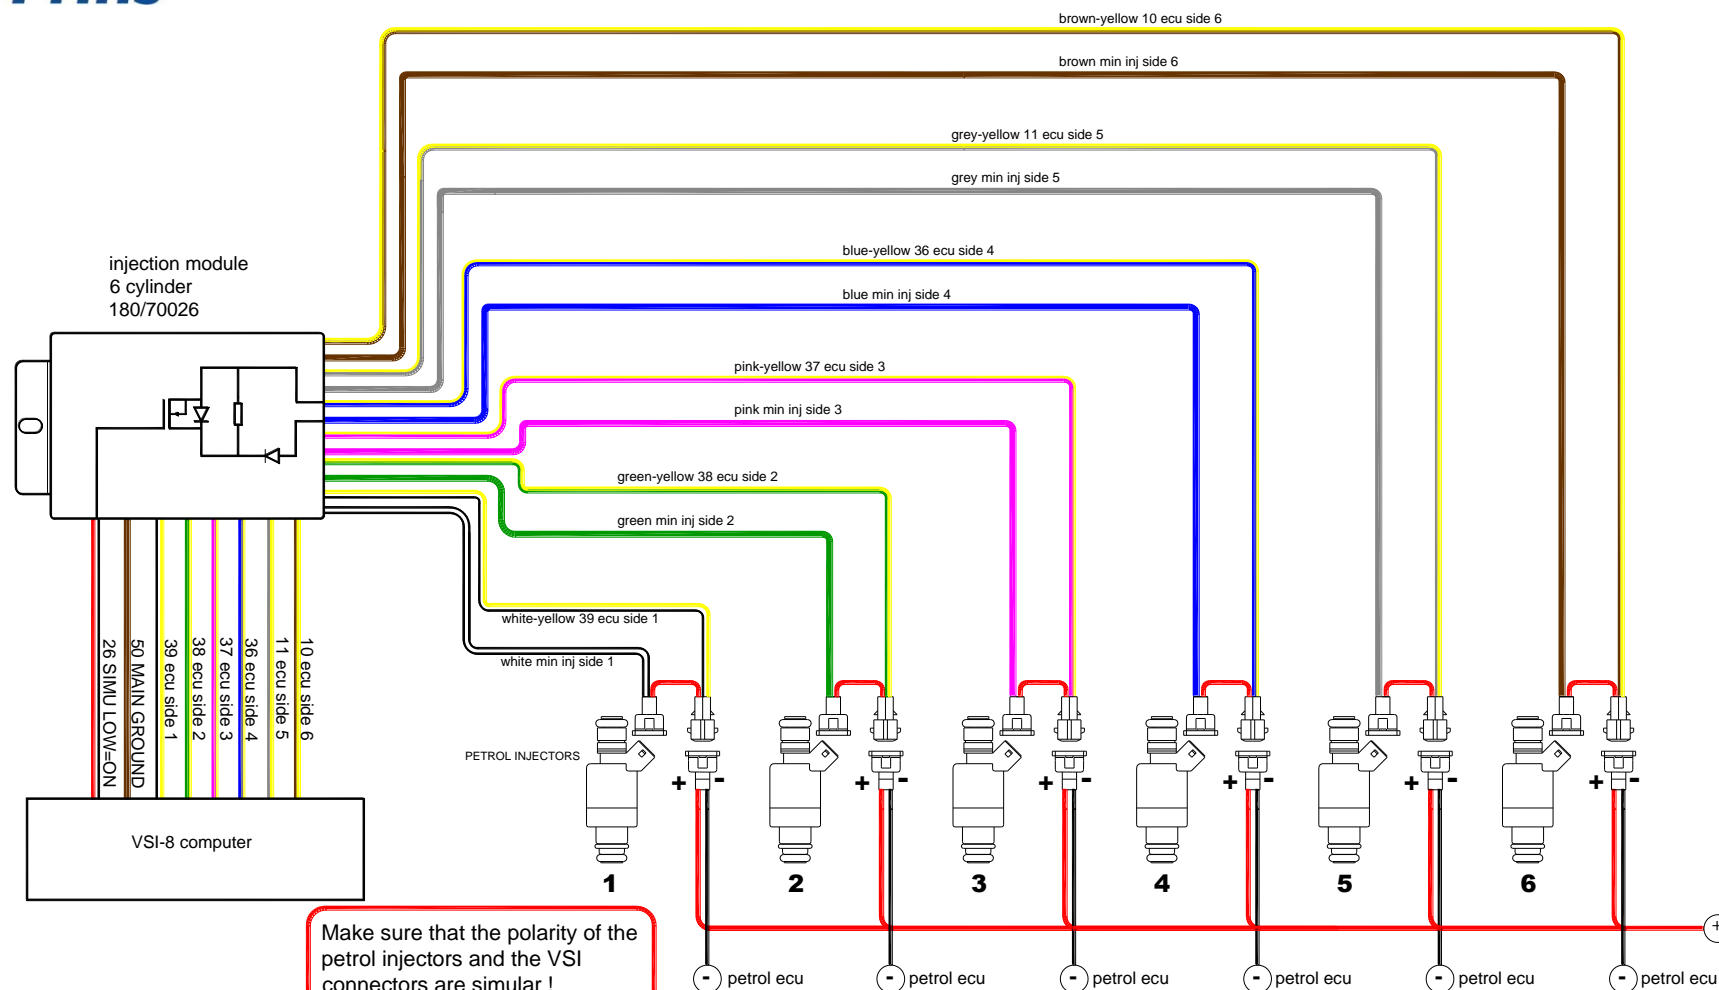 Prins
brown-yellow 10 ecu side 6
brown min inj side 6
grey-yellow 11 ecu side 5
grey min inj side 5
blue-yellow 36 ecu side 4
blue min inj side 4
injection module
6 cylinder
180/70026
pink-yellow 37 ecu side 3
pink min inj side 3
green-yellow 38 ecu side 2
green min inj side 2
white-yellow 39 ecu side 1
white min inj side 1
26 SIMU LOW=ON
50 MAIN GROUND
39 ecu side 1
38 ecu side 2
37 ecu side 3
36 ecu side 4
11 ecu side 5
10 ecu side 6
PETROL INJECTORS
+ -
+ -
+ -
+ -
+ -
+ -
VSI-8 computer
1 2 3 4 5 6
Make sure that the polarity of the
petrol injectors and the VSI
connectors are simular !
+
- petrol ecu
- petrol ecu
- petrol ecu
- petrol ecu
- petrol ecu
- petrol ecu